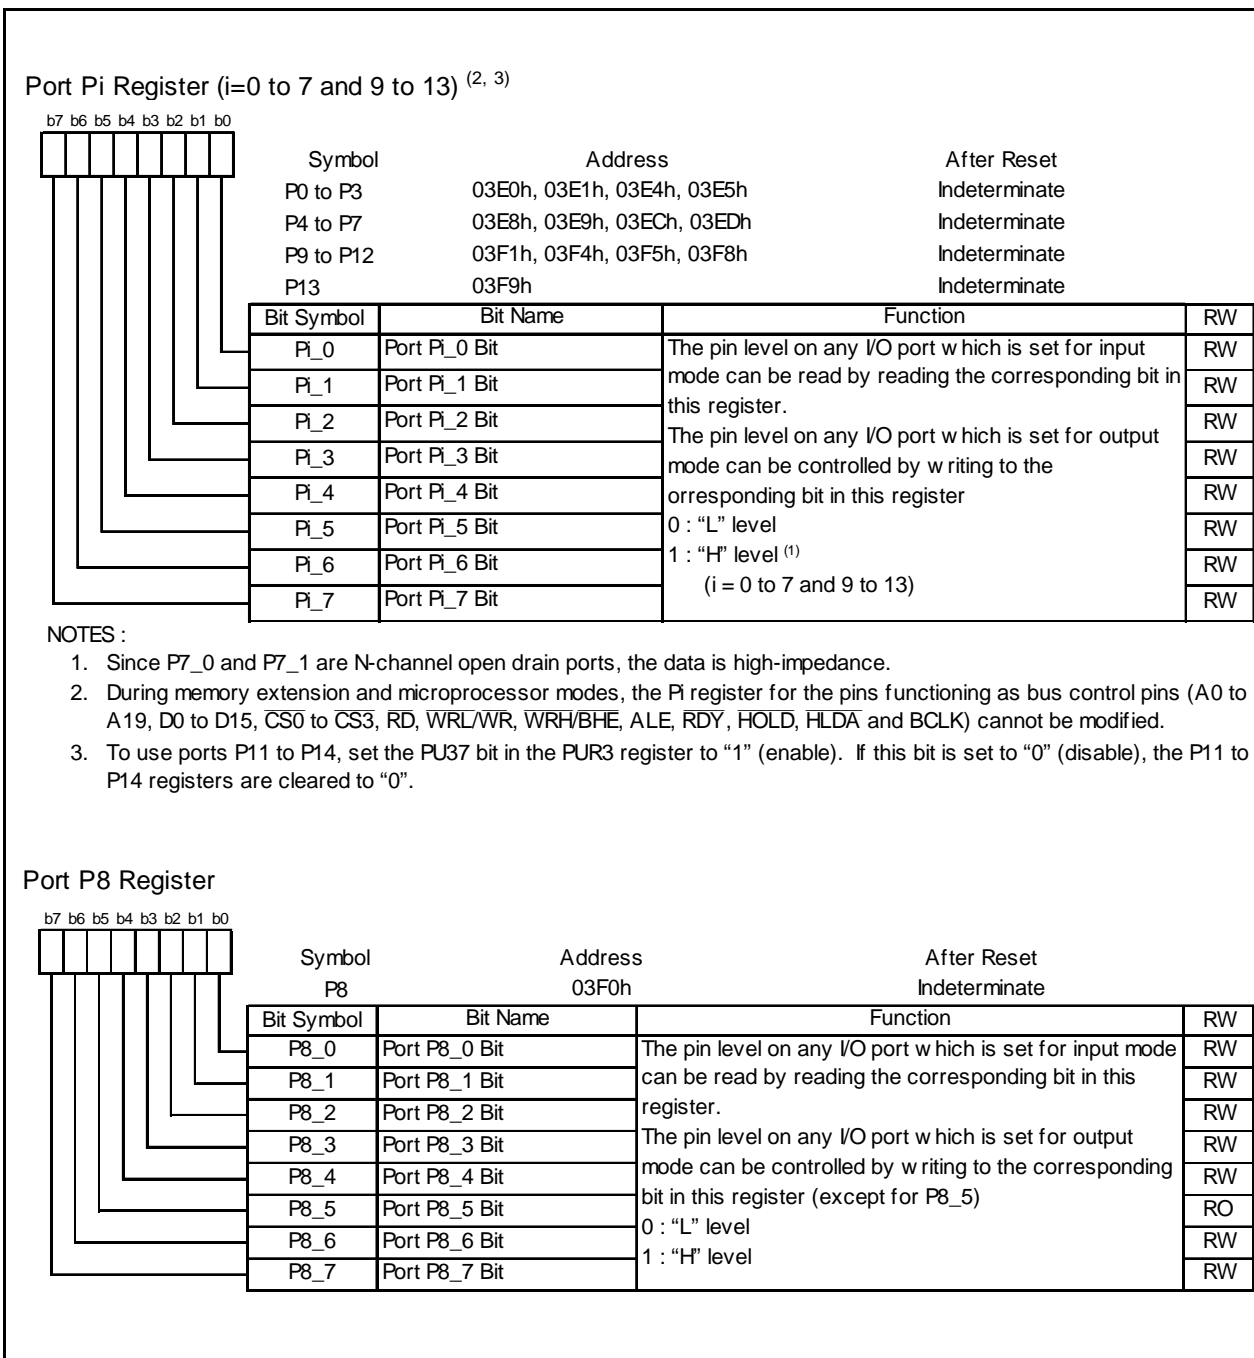 Port Pi Register (i=0 to 7 and 9 to 13) (2, 3)
b7 b6 b5 b4 b3 b2 b1 b0
Symbol Address After Reset
P0 to P3 03E0h, 03E1h, 03E4h, 03E5h Indeterminate
P4 to P7 03E8h, 03E9h, 03ECh, 03EDh Indeterminate
P9 to P12 03F1h, 03F4h, 03F5h, 03F8h Indeterminate
P13 03F9h Indeterminate
Bit Symbol Bit Name Function RW
Pi_0 Port Pi_0 Bit The pin level on any I/O port which is set for input RW
Pi_1 Port Pi_1 Bit mode can be read by reading the corresponding bit in RW
this register.
Pi_2 Port Pi_2 Bit The pin level on any I/O port which is set for output RW
Pi_3 Port Pi_3 Bit mode can be controlled by writing to the RW
Pi_4 Port Pi_4 Bit orresponding bit in this register RW
Pi_5 Port Pi_5 Bit 0 : “L” level RW
Pi_6 Port Pi_6 Bit 1 : “H” level (1) RW
Pi_7 Port Pi_7 Bit (i = 0 to 7 and 9 to 13) RW
NOTES :
1. Since P7_0 and P7_1 are N-channel open drain ports, the data is high-impedance.
2. During memory extension and microprocessor modes, the Pi register for the pins functioning as bus control pins (A0 to
A19, D0 to D15, C̅S̅0̅ to C̅S̅3̅, R̅D̅, W̅R̅L̅/W̅R̅, W̅R̅H̅/B̅H̅E̅, ALE, R̅D̅Y̅, H̅O̅L̅D̅, H̅L̅D̅A̅ and BCLK) cannot be modified.
3. To use ports P11 to P14, set the PU37 bit in the PUR3 register to “1” (enable). If this bit is set to “0” (disable), the P11 to
P14 registers are cleared to “0”.
Port P8 Register
b7 b6 b5 b4 b3 b2 b1 b0
Symbol Address After Reset
P8 03F0h Indeterminate
Bit Symbol Bit Name Function RW
P8_0 Port P8_0 Bit The pin level on any I/O port which is set for input mode RW
P8_1 Port P8_1 Bit can be read by reading the corresponding bit in this RW
P8_2 Port P8_2 Bit register. RW
P8_3 Port P8_3 Bit The pin level on any I/O port which is set for output RW
P8_4 Port P8_4 Bit mode can be controlled by writing to the corresponding RW
P8_5 Port P8_5 Bit bit in this register (except for P8_5) RO
P8_6 Port P8_6 Bit 0 : “L” level RW
P8_7 Port P8_7 Bit 1 : “H” level RW